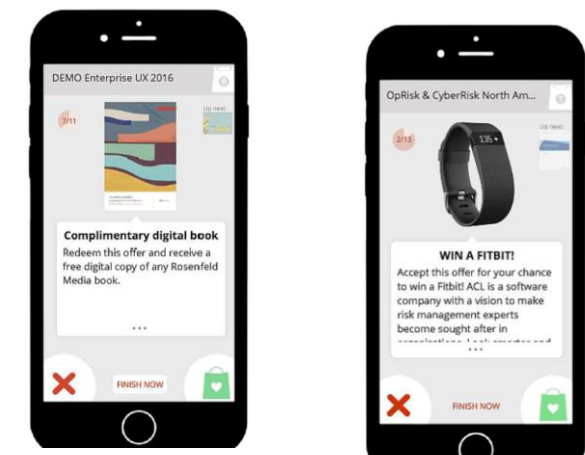 DEMO Enterprise UX 2016
7/11
Up next:
Complimentary digital book
Redeem this offer and receive a
free digital copy of any Rosenfeld
Media book.
...
FINISH NOW
OpRisk & CyberRisk North Am...
2/13
Up next:
135
WIN A FITBIT!
Accept this offer for your chance
to win a Fitbit! ACL is a software
company with a vision to make
risk management experts
become sought after in
...
FINISH NOW